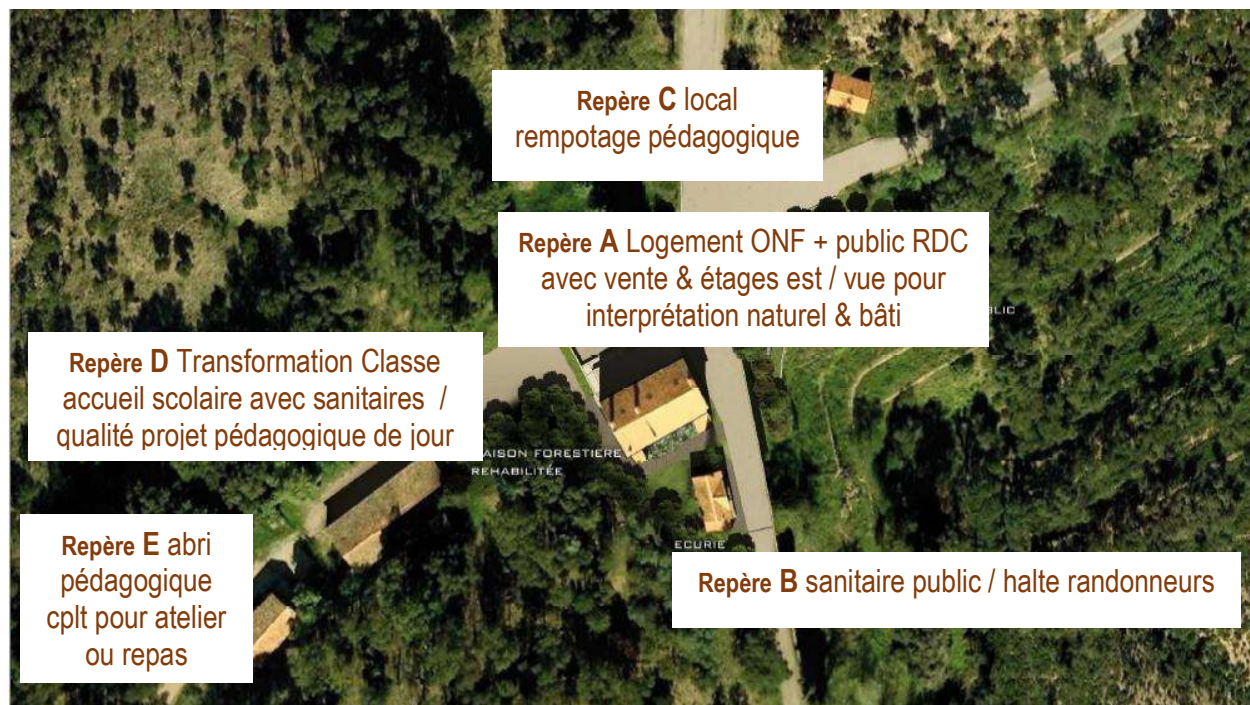 Repère C local
rempotage pédagogique
Repère A Logement ONF + public RDC
avec vente & étages est / vue pour
interprétation naturel & bâti
Repère D Transformation Classe
accueil scolaire avec sanitaires /
qualité projet pédagogique de jour
AISON FORESTIERE
REHABILITÉE
Repère E abri
pédagogique
cplt pour atelier
ou repas
ECURIE
Repère B sanitaire public / halte randonneurs